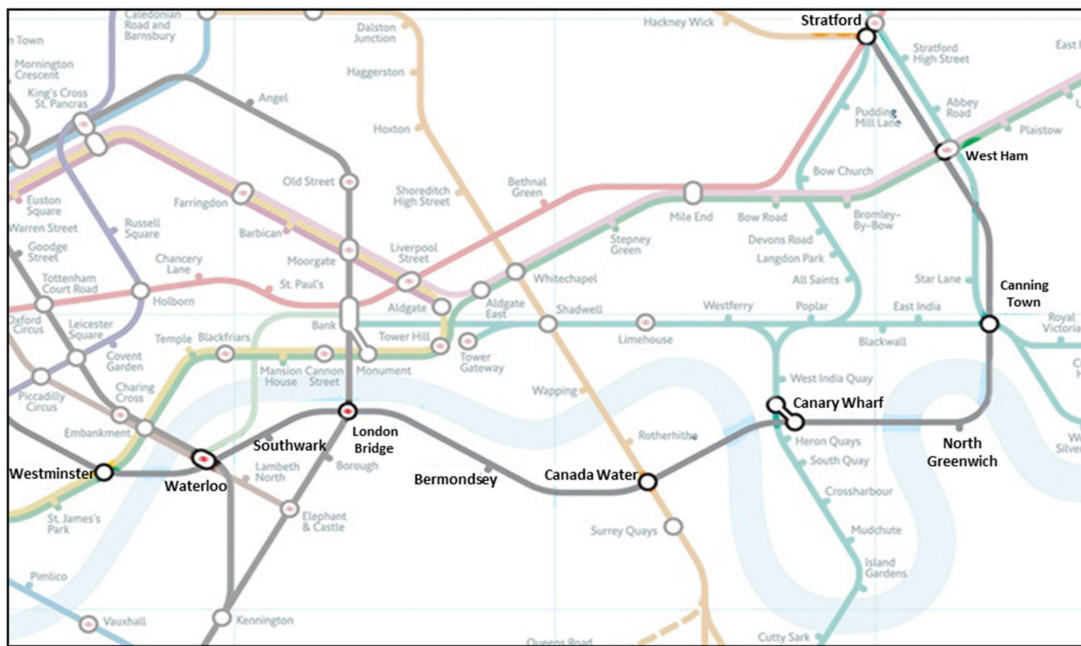 Caledonian
Road and
Barnsbury
Town
Mornington
Crescent
King's Cross
St. Pancras
Angel
Dalston
Junction
Haggerston
Hoxton
Hackney Wick
Stratford
Stratford
High Street
East H
Pudding
Mill Lane
Abbey
Road
Plaistow
West Ham
Euston
Square
Warren Street
Goodge
Street
Russell
Square
Farringdon
Barbican
Old Street
Moorgate
Liverpool
Street
Shoreditch
High Street
Bethnal
Green
Mile End
Bow Church
Bow Road
Bromley-
By-Bow
Stepney
Green
Devons Road
Langdon Park
All Saints
Star Lane
Tottenham
Court Road
Chancery
Lane
Holborn
St. Paul's
Aldgate
Aldgate
East
Whitechapel
Canning
Town
Oxford
Circus
Leicester
Square
Covent
Garden
Temple
Blackfriars
Mansion
House
Cannon
Street
Bank
Monument
Tower Hill
Tower
Gateway
Shadwell
Limehouse
Westferry
Poplar
East India
Blackwall
Royal
Victoria
Piccadilly
Circus
Charing
Cross
Embankment
Wapping
West India Quay
Canary Wharf
Heron Quays
South Quay
North
Greenwich
Westminster
Waterloo
Southwark
London
Bridge
Lambeth
North
Borough
Bermondsey
Rotherhithe
Canada Water
Crossharbour
Silver
St. James's
Park
Elephant
& Castle
Surrey Quays
Mudchute
Island
Gardens
Pimlico
Vauxhall
Kennington
Queens Road
Cutty Sark